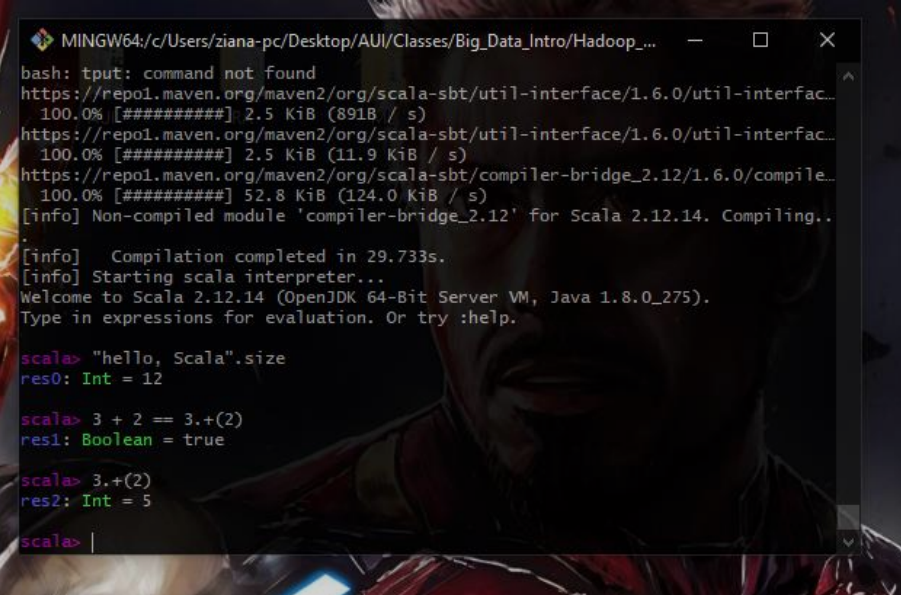 MINGW64:/c/Users/ziana-pc/Desktop/AUI/Classes/Big_Data_Intro/Hadoop_...
bash: tput: command not found
https://repo1.maven.org/maven2/org/scala-sbt/util-interface/1.6.0/util-interfac…
100.0% [##########] 2.5 KiB (891B / s)
https://repo1.maven.org/maven2/org/scala-sbt/util-interface/1.6.0/util-interfac…
100.0% [##########] 2.5 KiB (11.9 KiB / s)
https://repo1.maven.org/maven2/org/scala-sbt/compiler-bridge_2.12/1.6.0/compile…
100.0% [##########] 52.8 KiB (124.0 KiB / s)
[info] Non-compiled module 'compiler-bridge_2.12' for Scala 2.12.14. Compiling..
.
[info]   Compilation completed in 29.733s.
[info] Starting scala interpreter...
Welcome to Scala 2.12.14 (OpenJDK 64-Bit Server VM, Java 1.8.0_275).
Type in expressions for evaluation. Or try :help.
scala> "hello, Scala".size
res0: Int = 12
scala> 3 + 2 == 3.+(2)
res1: Boolean = true
scala> 3.+(2)
res2: Int = 5
scala>